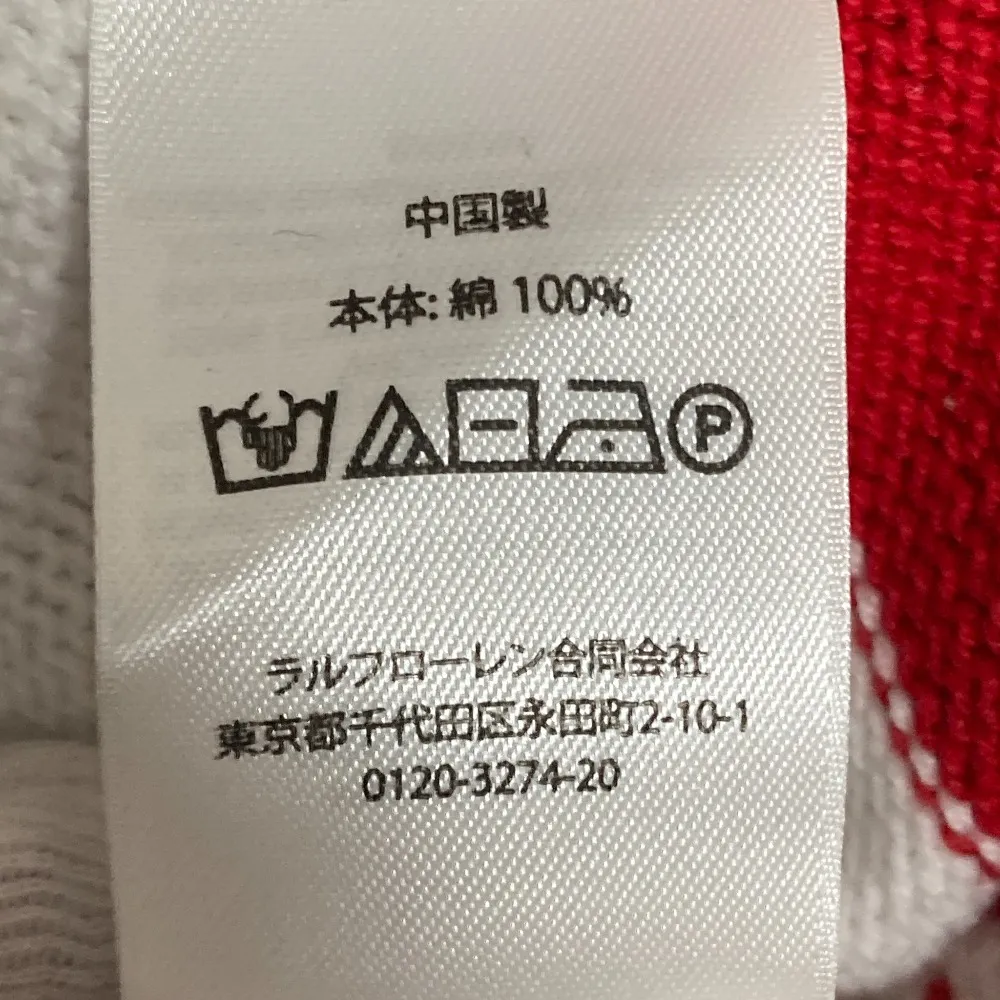 中国製
本体: 綿 100%
P
ラルフローレン合同会社
東京都千代田区永田町2-10-1
0120-3274-20